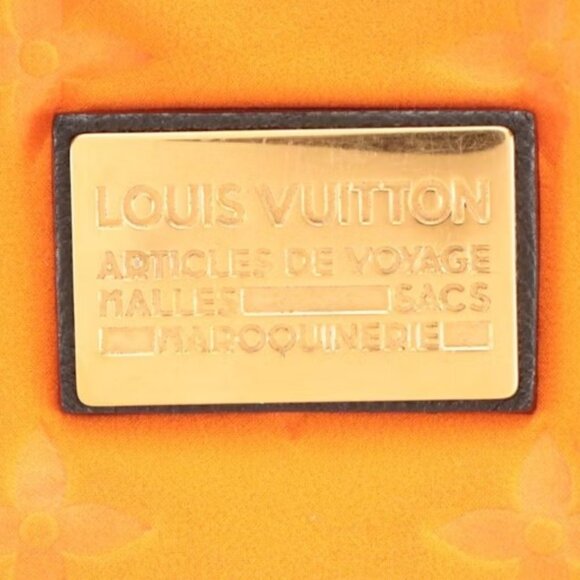 LOUIS VUITTON
ARTICLES DE VOYAGE
MALLES SACS
MAROQUINERIE